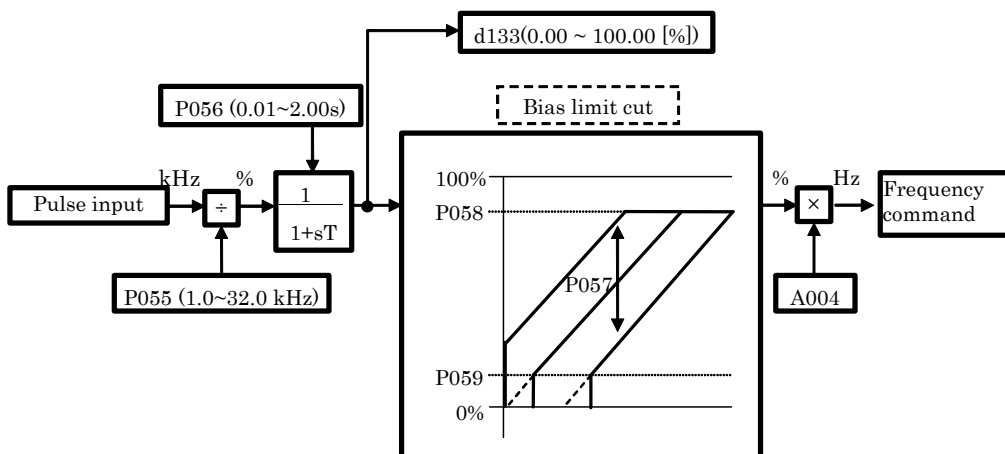 d133(0.00 ~ 100.00 [%])
P056 (0.01~2.00s)
Bias limit cut
kHz
%
Pulse input
÷
1
1+sT
P055 (1.0~32.0 kHz)
100%
P058
P057
P059
0%
%
Hz
×
Frequency
command
A004